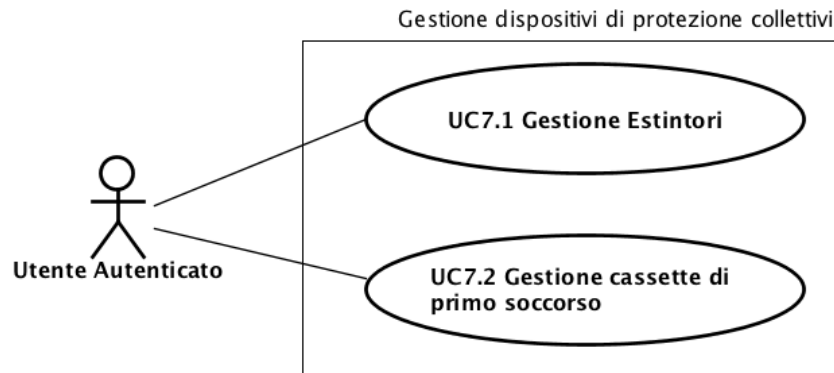 Gestione dispositivi di protezione collettivi
UC7.1 Gestione Estintori
Utente Autenticato
UC7.2 Gestione cassette di
primo soccorso